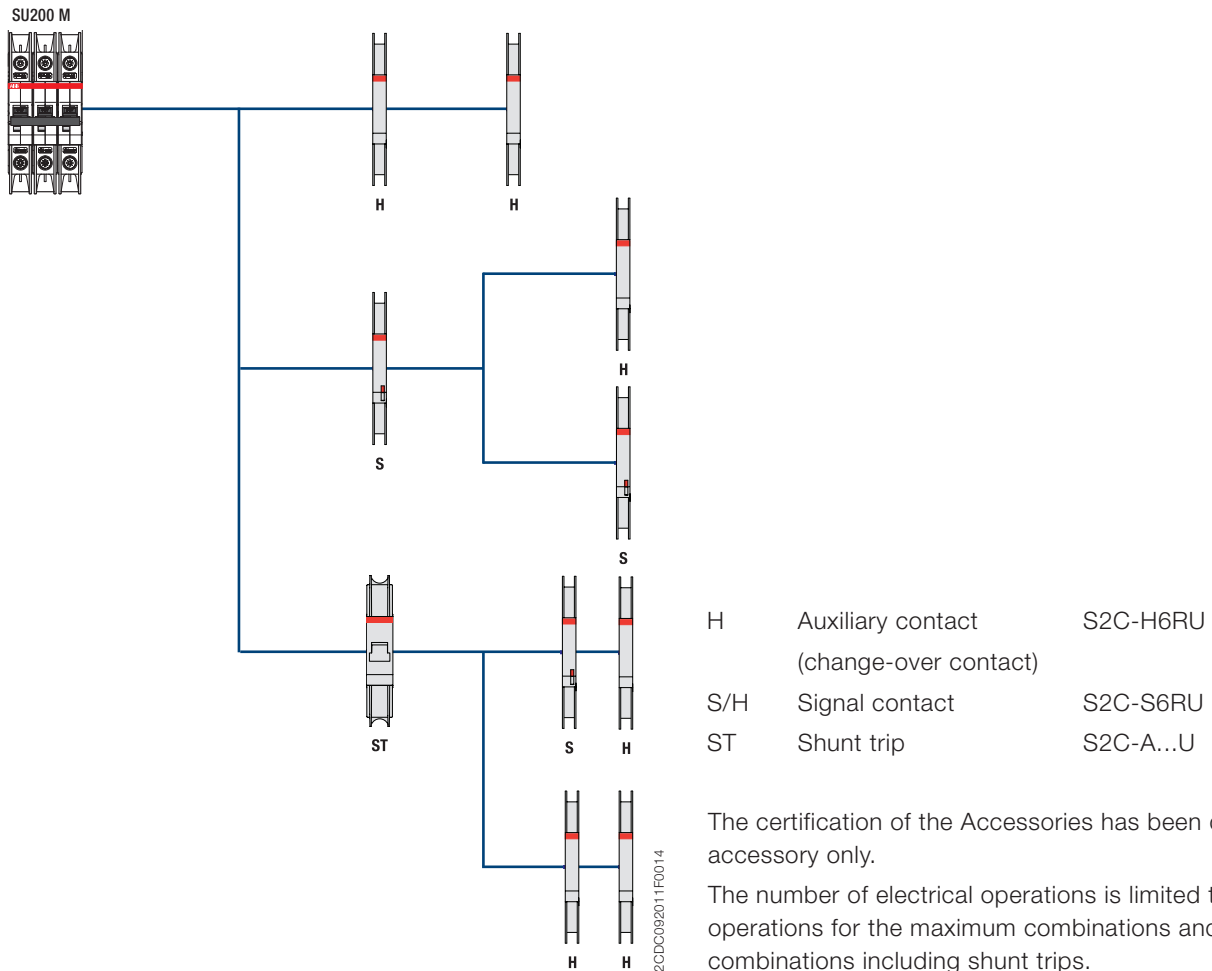 SU200 M
ABB
H
H
H
S
S
ST
S
H
H
H
2CDC092011F0014
H Auxiliary contact S2C-H6RU
(change-over contact)
S/H Signal contact S2C-S6RU
ST Shunt trip S2C-A...U
The certification of the Accessories has been
accessory only.
The number of electrical operations is limited
operations for the maximum combinations and
combinations including shunt trips.